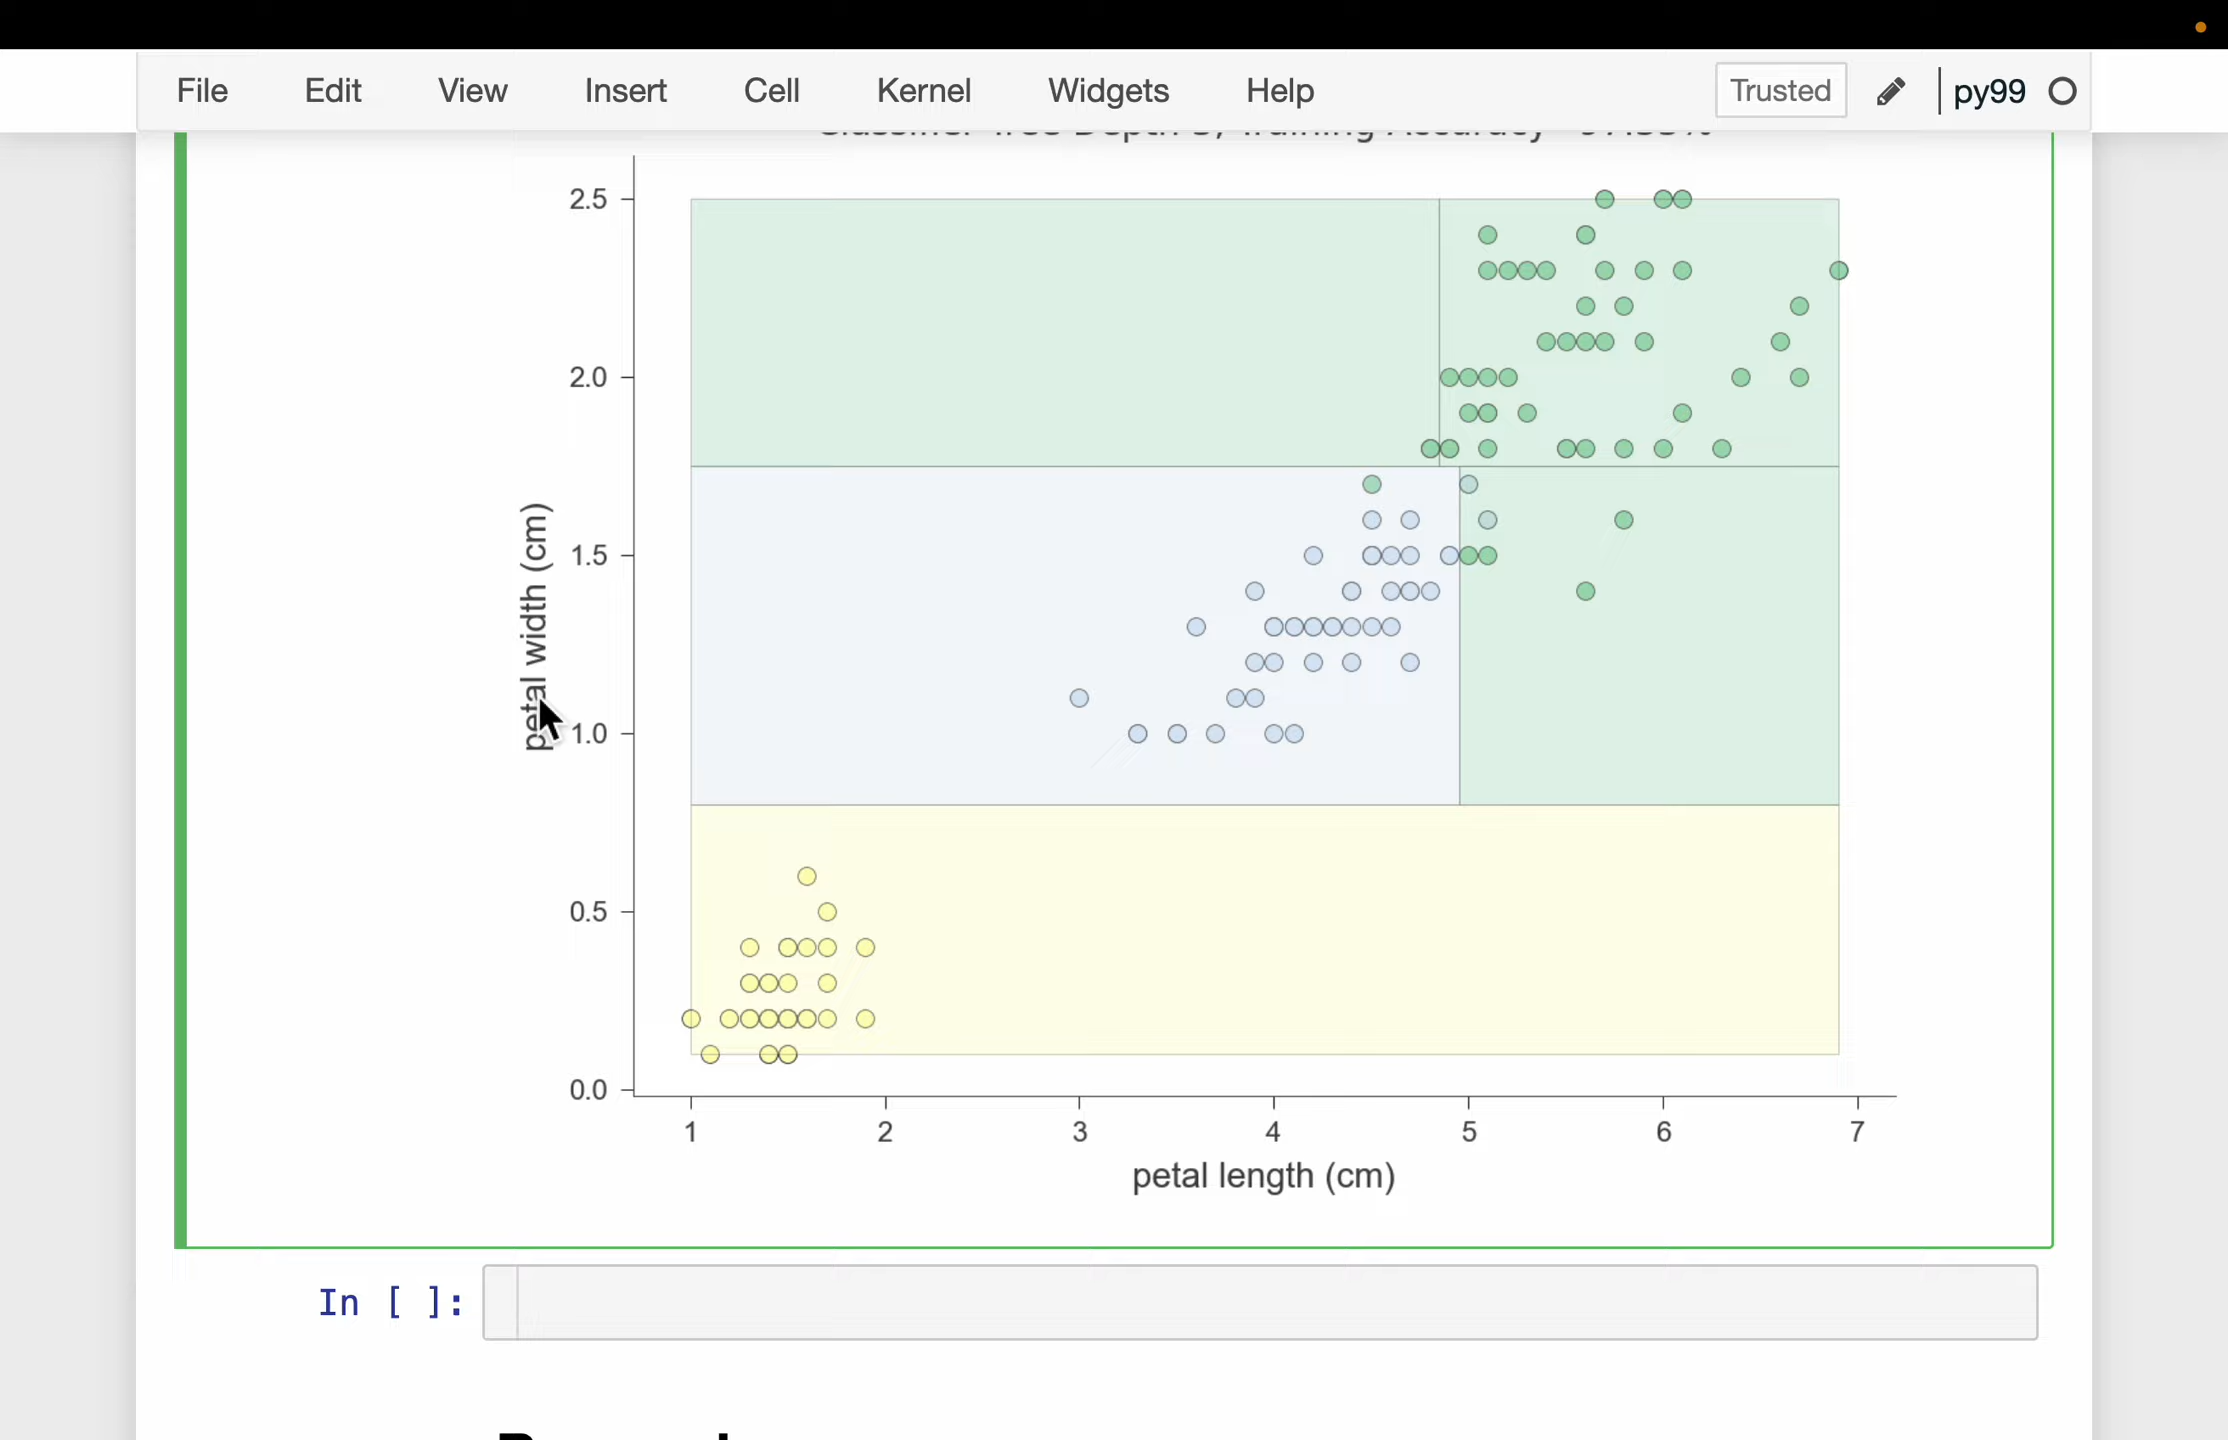 File Edit View Insert Cell Kernel Widgets Help Trusted py99
2.5
2.0
1.5
1.0
0.5
0.0
petal width (cm)
1 2 3 4 5 6 7
petal length (cm)
In [ ]: